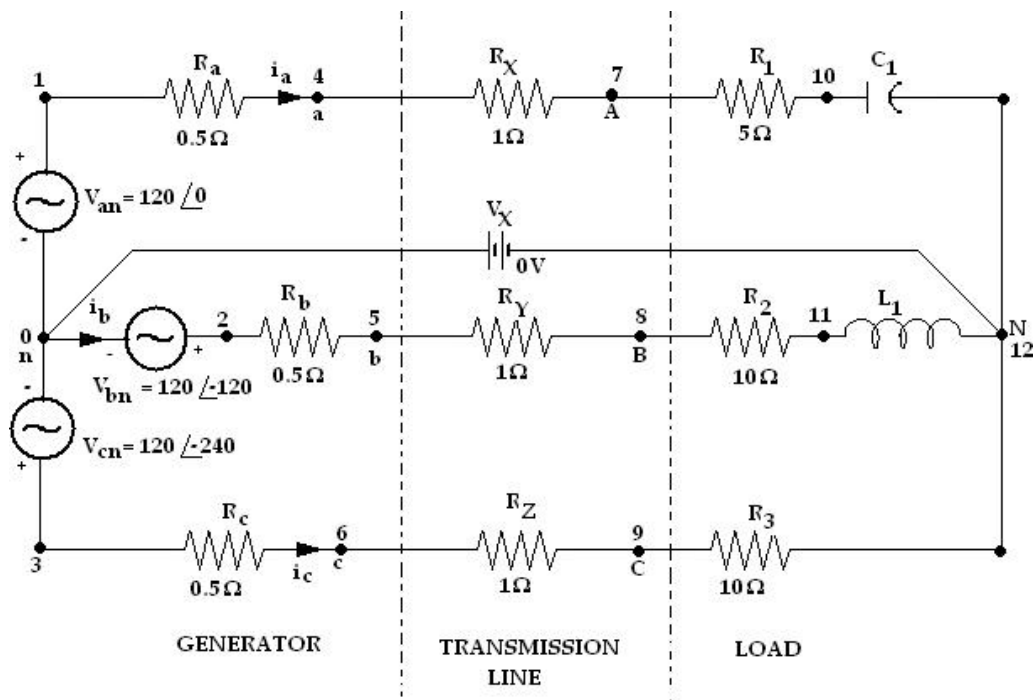 R_a
i_a
1
4
a
0.5Ω
R_X
1Ω
7
A
R_1
10
C_1
5Ω
+
V_an = 120 /0
-
V_X
0V
0
n
i_b
-
+
2
R_b
5
b
0.5Ω
V_bn = 120 /-120
R_Y
1Ω
8
B
R_2
11
L_1
10Ω
N
12
-
V_cn = 120 /-240
+
3
R_c
i_c
6
c
0.5Ω
R_Z
1Ω
9
C
R_3
10Ω
GENERATOR
TRANSMISSION
LINE
LOAD